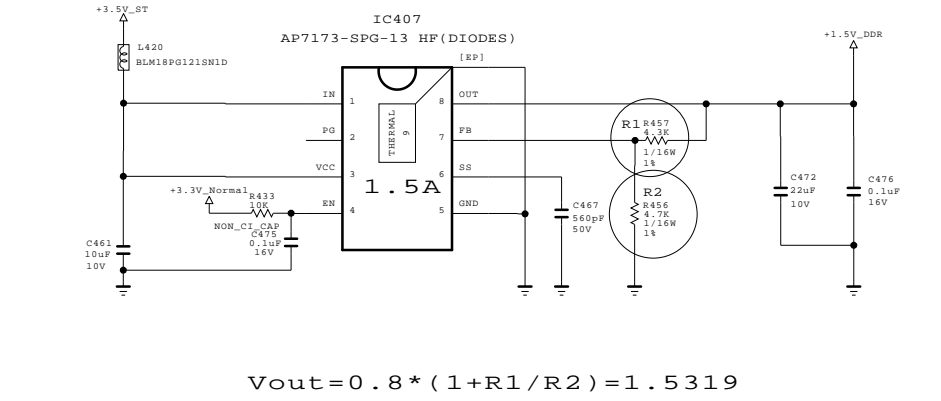 +3.5V_ST
IC407
AP7173-SPG-13 HF(DIODES)
+1.5V_DDR
L420
BLM18PG121SN1D
[EP]
IN
1
8
OUT
THERMAL
9
R1
R457
4.3K
1/16W
1%
PG
2
7
FB
VCC
3
6
SS
1.5A
+3.3V_Normal
R433
10K
EN
4
5
GND
NON_CI_CAP
C475
0.1uF
16V
C461
10uF
10V
C467
560pF
50V
R2
R456
4.7K
1/16W
1%
C472
22uF
10V
C476
0.1uF
16V
Vout=0.8*(1+R1/R2)=1.5319